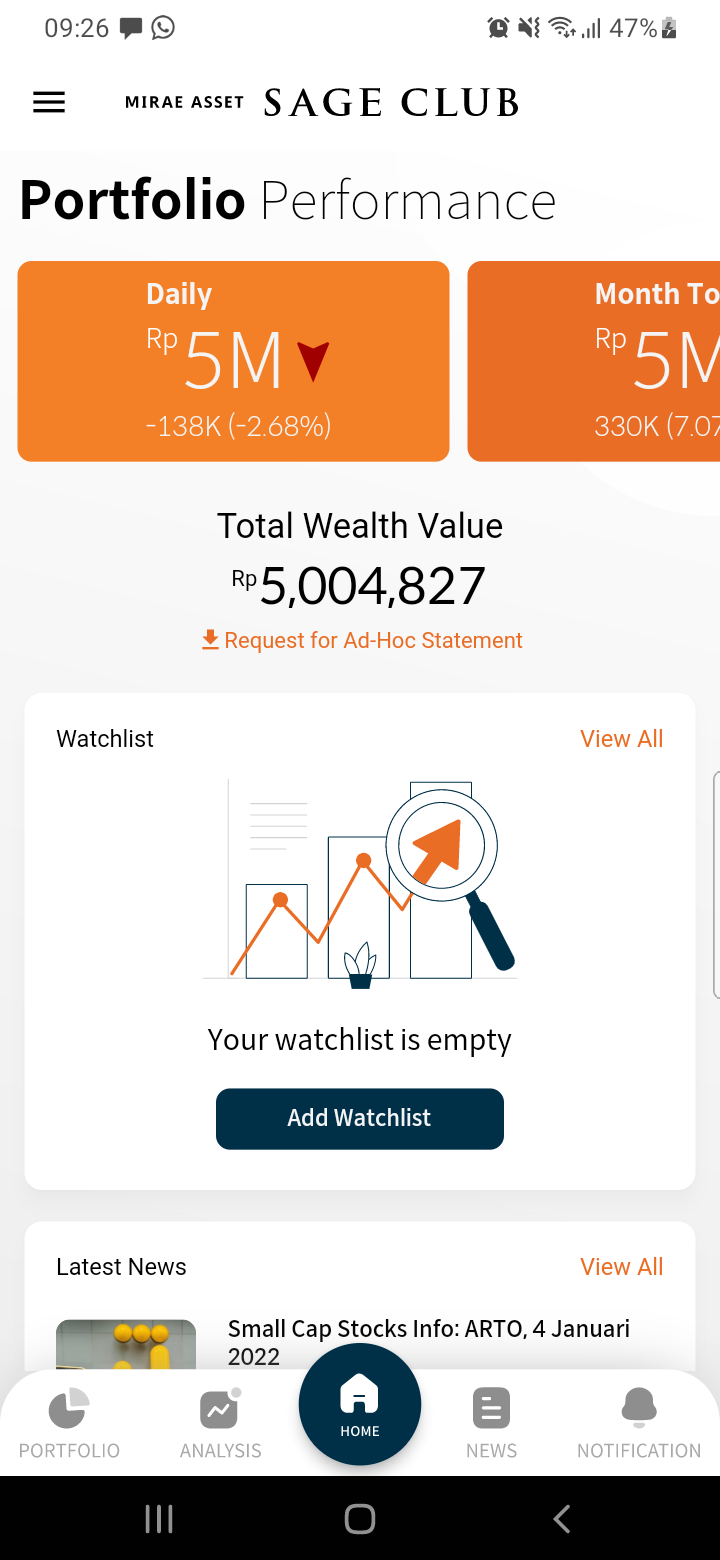 09:26
47%
MIRAE ASSET SAGE CLUB
Portfolio Performance
Daily
Rp 5M
-138K (-2.68%)
Month To
Rp 5M
330K (7.07
Total Wealth Value
Rp 5,004,827
Request for Ad-Hoc Statement
Watchlist
View All
Your watchlist is empty
Add Watchlist
Latest News
View All
Small Cap Stocks Info: ARTO, 4 Januari
2022
PORTFOLIO
ANALYSIS
HOME
NEWS
NOTIFICATION